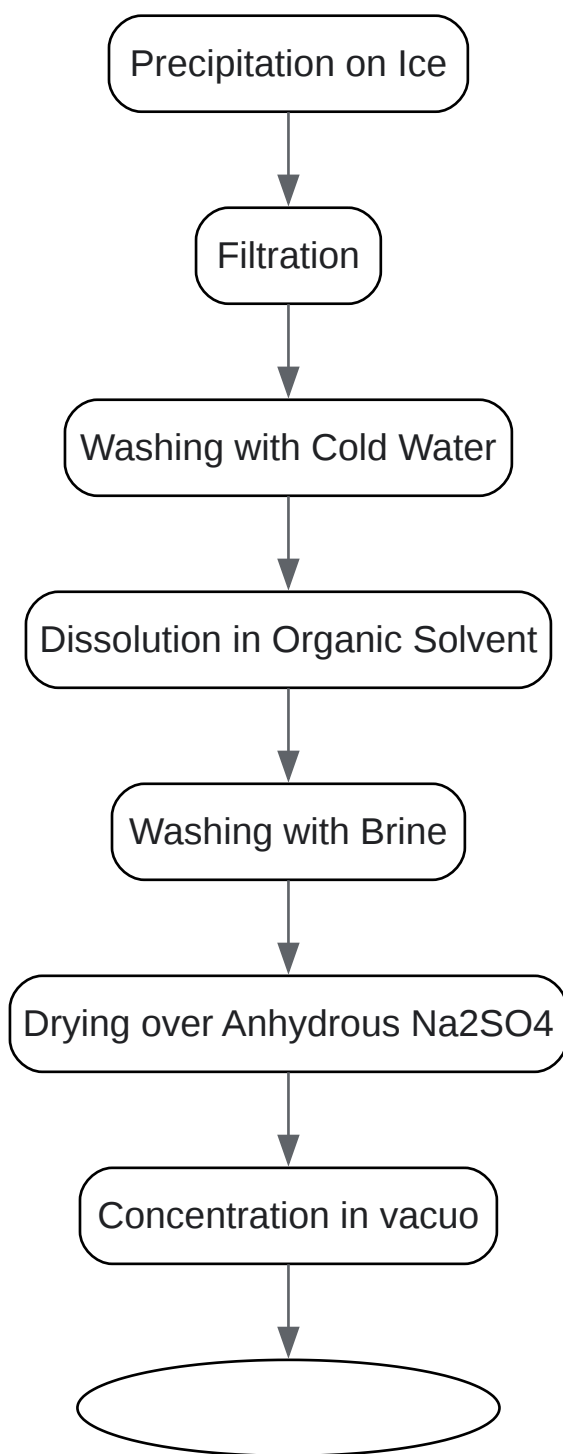 Precipitation on Ice
Filtration
Washing with Cold Water
Dissolution in Organic Solvent
Washing with Brine
Drying over Anhydrous Na2SO4
Concentration in vacuo